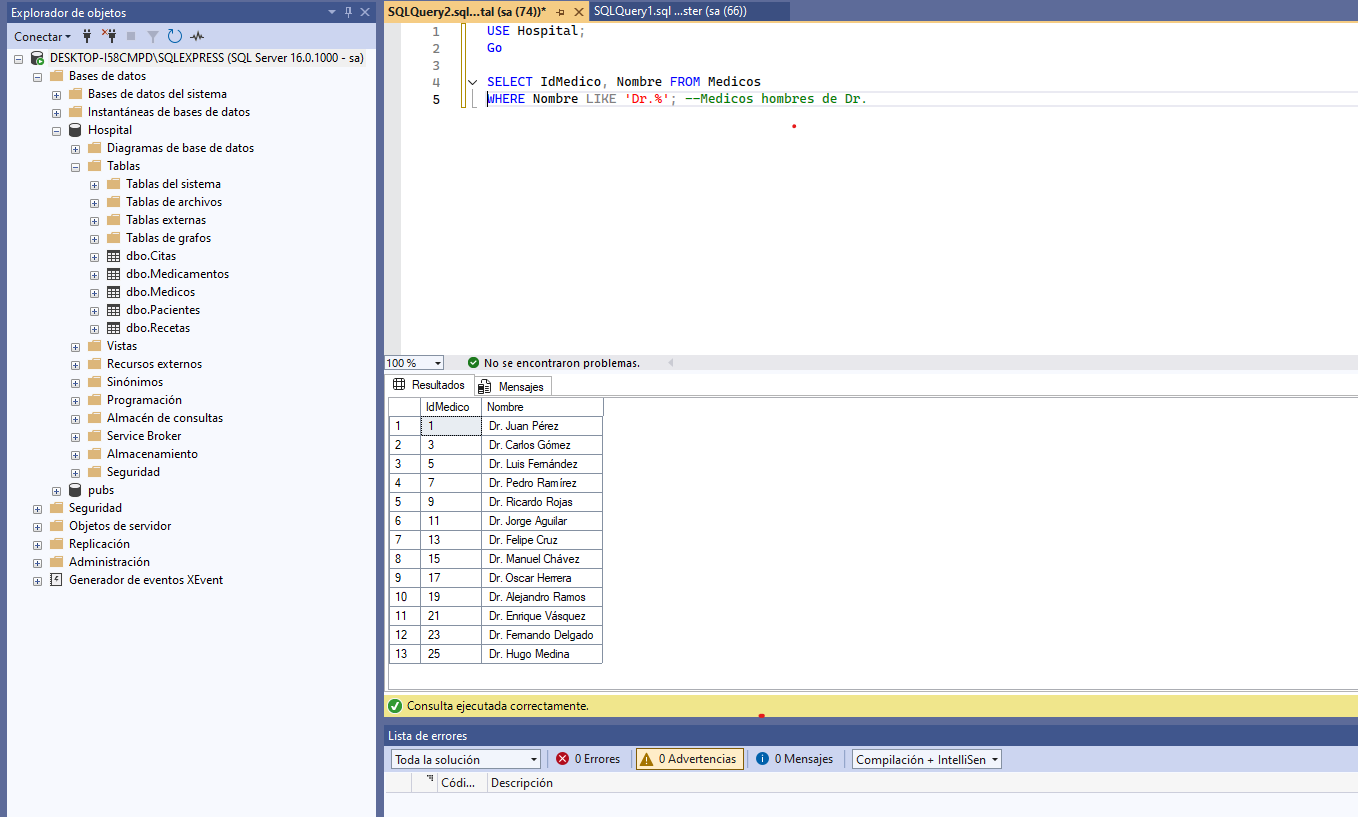 Explorador de objetos
Conectar
DESKTOP-I58CMPD\SQLEXPRESS (SQL Server 16.0.1000 - sa)
Bases de datos
Bases de datos del sistema
Instantáneas de bases de datos
Hospital
Diagramas de base de datos
Tablas
Tablas del sistema
Tablas de archivos
Tablas externas
Tablas de grafos
dbo.Citas
dbo.Medicamentos
dbo.Medicos
dbo.Pacientes
dbo.Recetas
Vistas
Recursos externos
Sinónimos
Programación
Almacén de consultas
Service Broker
Almacenamiento
Seguridad
pubs
Seguridad
Objetos de servidor
Replicación
Administración
Generador de eventos XEvent
SQLQuery2.sql...tal (sa (74))* SQLQuery1.sql ...ster (sa (66))
1 USE Hospital;
2 Go
3
4 SELECT IdMedico, Nombre FROM Medicos
5 WHERE Nombre LIKE 'Dr.%'; --Medicos hombres de Dr.
100 % No se encontraron problemas.
Resultados Mensajes
IdMedico Nombre
1 1 Dr. Juan Pérez
2 3 Dr. Carlos Gómez
3 5 Dr. Luis Fernández
4 7 Dr. Pedro Ramírez
5 9 Dr. Ricardo Rojas
6 11 Dr. Jorge Aguilar
7 13 Dr. Felipe Cruz
8 15 Dr. Manuel Chávez
9 17 Dr. Oscar Herrera
10 19 Dr. Alejandro Ramos
11 21 Dr. Enrique Vásquez
12 23 Dr. Fernando Delgado
13 25 Dr. Hugo Medina
Consulta ejecutada correctamente.
Lista de errores
Toda la solución 0 Errores 0 Advertencias 0 Mensajes Compilación + IntelliSen
Códi... Descripción